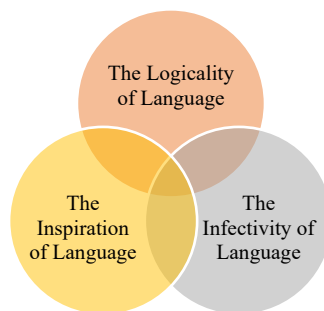 The Logicality
of Language
The
Inspiration
of Language
The
Infectivity of
Language